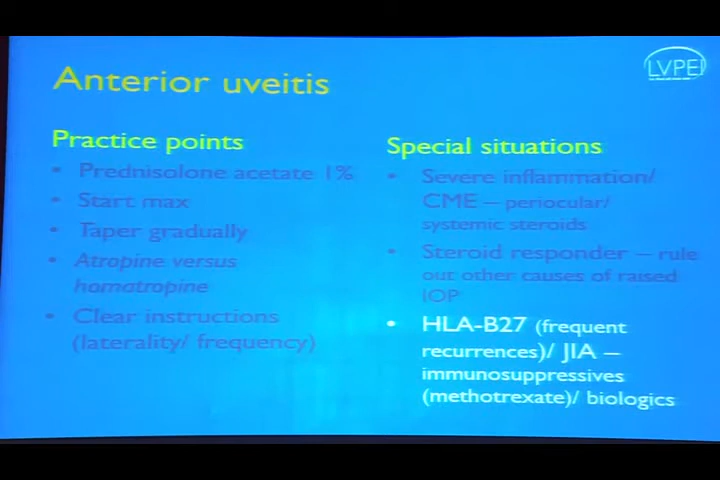 Anterior uveitis
LVPEI
Practice points
• Prednisolone acetate 1%
• Start max
• Taper gradually
• Atropine versus
homatropine
• Clear instructions
(laterality/ frequency)
Special situations
• Severe inflammation/
CME – periocular/
systemic steroids
• Steroid responder – rule
out other causes of raised
IOP
• HLA-B27 (frequent
recurrences)/ JIA –
immunosuppressives
(methotrexate)/ biologics